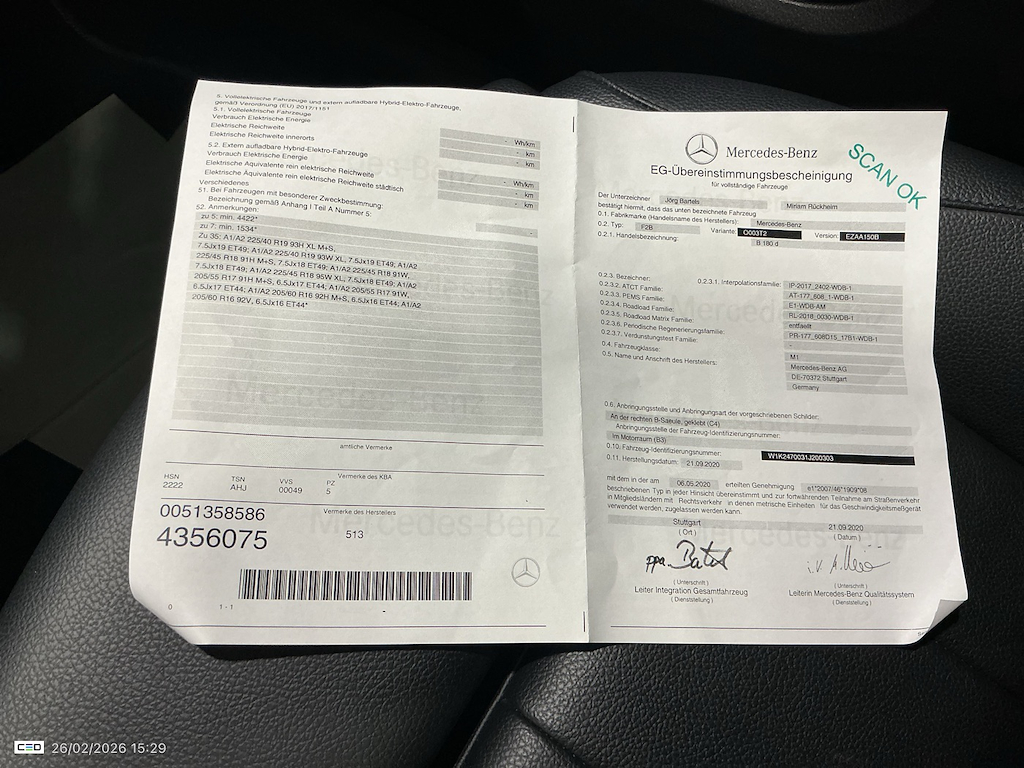 5. Vollelektrische Fahrzeuge und extern aufladbare Hybrid-Elektro-Fahrzeuge,
gemäß Verordnung (EU) 2017/1151
5.1. Vollelektrische Fahrzeuge
Verbrauch Elektrische Energie - Wh/km
Elektrische Reichweite - km
Elektrische Reichweite innerorts - km
5.2. Extern aufladbare Hybrid-Elektro-Fahrzeuge
Verbrauch Elektrische Energie - Wh/km
Elektrische Äquivalente rein elektrische Reichweite - km
Elektrische Äquivalente rein elektrische Reichweite städtisch - km
Verschiedenes
51. Bei Fahrzeugen mit besonderer Zweckbestimmung:
Bezeichnung gemäß Anhang I Teil A Nummer 5: -
52. Anmerkungen:
zu 5: min. 4422*
zu 7: min. 1534*
Zu 35: A1/A2 225/40 R19 93H XL M+S,
7.5Jx19 ET49; A1/A2 225/40 R19 93W XL, 7.5Jx19 ET49; A1/A2
225/45 R18 91H M+S, 7.5Jx18 ET49; A1/A2 225/45 R18 91W,
7.5Jx18 ET49; A1/A2 225/45 R18 95W XL, 7.5Jx18 ET49; A1/A2
205/55 R17 91H M+S, 6.5Jx17 ET44; A1/A2 205/55 R17 91W,
6.5Jx17 ET44; A1/A2 205/60 R16 92H M+S, 6.5Jx16 ET44; A1/A2
205/60 R16 92V, 6.5Jx16 ET44*
amtliche Vermerke
Vermerke des KBA
HSN TSN VVS PZ
2222 AHJ 00049 5
0051358586 Vermerke des Herstellers
4356075 513
0 1 - 1
Mercedes-Benz
SCAN OK
EG-Übereinstimmungsbescheinigung
für vollständige Fahrzeuge
Der Unterzeichner Jörg Bartels Miriam Rückheim
bestätigt hiermit, dass das unten bezeichnete Fahrzeug
0.1. Fabrikmarke (Handelsname des Herstellers): Mercedes-Benz
0.2. Typ: F2B Variante: O003T2 Version: EZAA150B
0.2.1. Handelsbezeichnung: B 180 d
0.2.3. Bezeichner:
0.2.3.1. Interpolationsfamilie: IP-2017_2402-WDB-1
0.2.3.2. ATCT Familie: AT-177_608_1-WDB-1
0.2.3.3. PEMS Familie: E1-WDB-AM
0.2.3.4. Roadload Familie: RL-2018_0030-WDB-1
0.2.3.5. Roadload Matrix Familie: entfaellt
0.2.3.6. Periodische Regenerierungsfamilie: PR-177_608D15_17B1-WDB-1
0.2.3.7. Verdunstungstest Familie: -
0.4. Fahrzeugklasse: M1
0.5. Name und Anschrift des Herstellers: Mercedes-Benz AG
DE-70372 Stuttgart
Germany
0.6. Anbringungsstelle und Anbringungsart der vorgeschriebenen Schilder:
An der rechten B-Saeule, geklebt (C4)
Anbringungsstelle der Fahrzeug-Identifizierungsnummer:
Im Motorraum (B3)
0.10. Fahrzeug-Identifizierungsnummer: W1K2470031J200303
0.11. Herstellungsdatum: 21.09.2020
mit dem in der am 06.05.2020 erteilten Genehmigung e1*2007/46*1909*08
beschriebenen Typ in jeder Hinsicht übereinstimmt und zur fortwährenden Teilnahme am Straßenverkehr
in Mitgliedsländern mit Rechtsverkehr in denen metrische Einheiten für das Geschwindigkeitsmeßgerät
verwendet werden, zugelassen werden kann.
Stuttgart 21.09.2020
( Ort ) ( Datum )
( Unterschrift ) ( Unterschrift )
Leiter Integration Gesamtfahrzeug Leiterin Mercedes-Benz Qualitätssystem
( Dienststellung ) ( Dienststellung )
CEO 26/02/2026 15:29